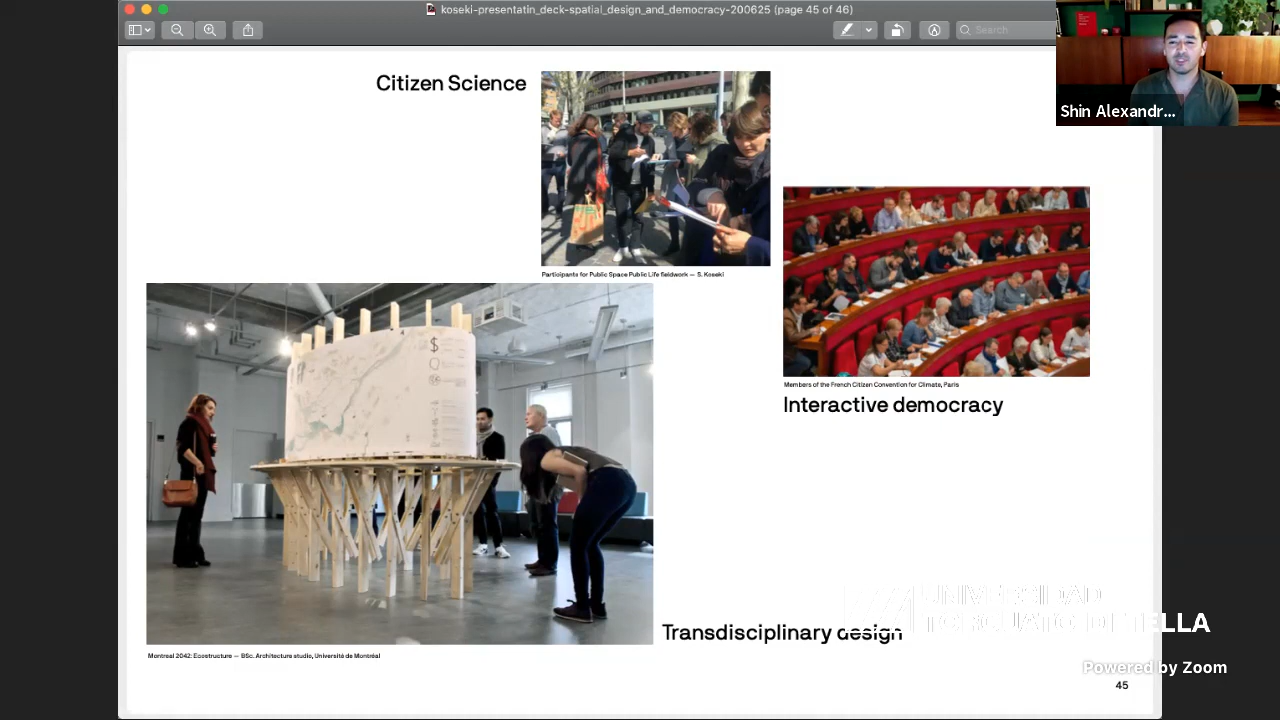 koseki-presentatin_deck-spatial_design_and_democracy-200625 (page 45 of 46)
Search
Shin Alexandr...
Citizen Science
Participants for Public Space Public Life fieldwork — S. Koseki
Members of the French Citizen Convention for Climate, Paris
Interactive democracy
$
Transdisciplinary design
Montreal 2042: Ecostructure — BSc. Architecture studio, Université de Montréal
UNIVERSIDAD
TORCUATO DI TELLA
Powered by Zoom
45